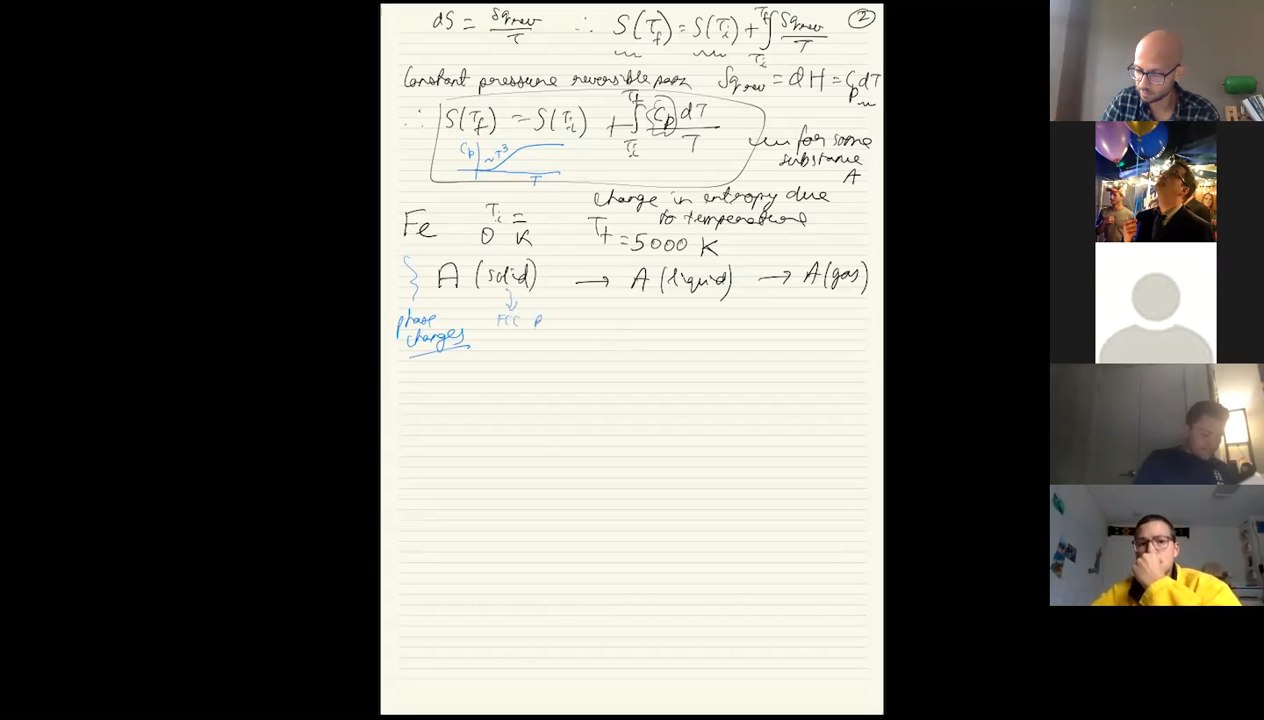 dS = δq_rev / T ∴ S(T_f) = S(T_i) + ∫_{T_i}^{T_f} δq_rev / T ②
Constant pressure reversible δq_rev = dH = C_p dT
∴ S(T_f) = S(T_i) + ∫_{T_i}^{T_f} C_p dT / T
for some
substance
A
C_p ~T³
T
change in entropy due
to temperature
Fe T_i = 0 K T_f = 5000 K
A (solid) → A (liquid) → A (gas)
phase
changes
FCC